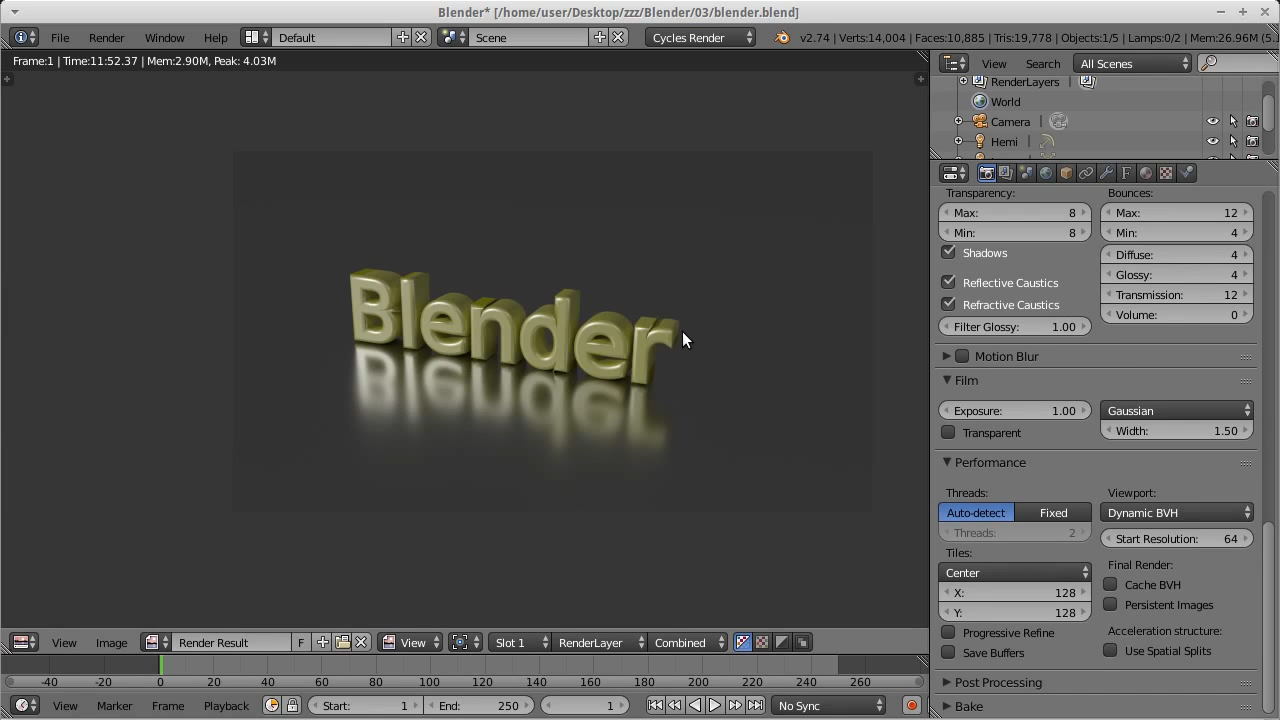 Blender* [/home/user/Desktop/zzz/Blender/03/blender.blend]
File Render Window Help Default Scene Cycles Render v2.74 | Verts:14,004 | Faces:10,885 | Tris:19,778 | Objects:1/5 | Lamps:0/2 | Mem:26.96M (5.
Frame:1 | Time:11:52.37 | Mem:2.90M, Peak: 4.03M
View Search All Scenes
RenderLayers
World
Camera
Hemi
Transparency: Bounces:
Max: 8 Max: 12
Min: 8 Min: 4
Shadows Diffuse: 4
Reflective Caustics Glossy: 4
Refractive Caustics Transmission: 12
Filter Glossy: 1.00 Volume: 0
Motion Blur
Film
Exposure: 1.00 Gaussian
Transparent Width: 1.50
Performance
Threads: Viewport:
Auto-detect Fixed Dynamic BVH
Threads: 2 Start Resolution: 64
Tiles: Final Render:
Center Cache BVH
X: 128 Persistent Images
Y: 128
Progressive Refine Acceleration structure:
Save Buffers Use Spatial Splits
Post Processing
Bake
Blender
View Image Render Result F View Slot 1 RenderLayer Combined
-40 -20 0 20 40 60 80 100 120 140 160 180 200 220 240 260
View Marker Frame Playback Start: 1 End: 250 1 No Sync